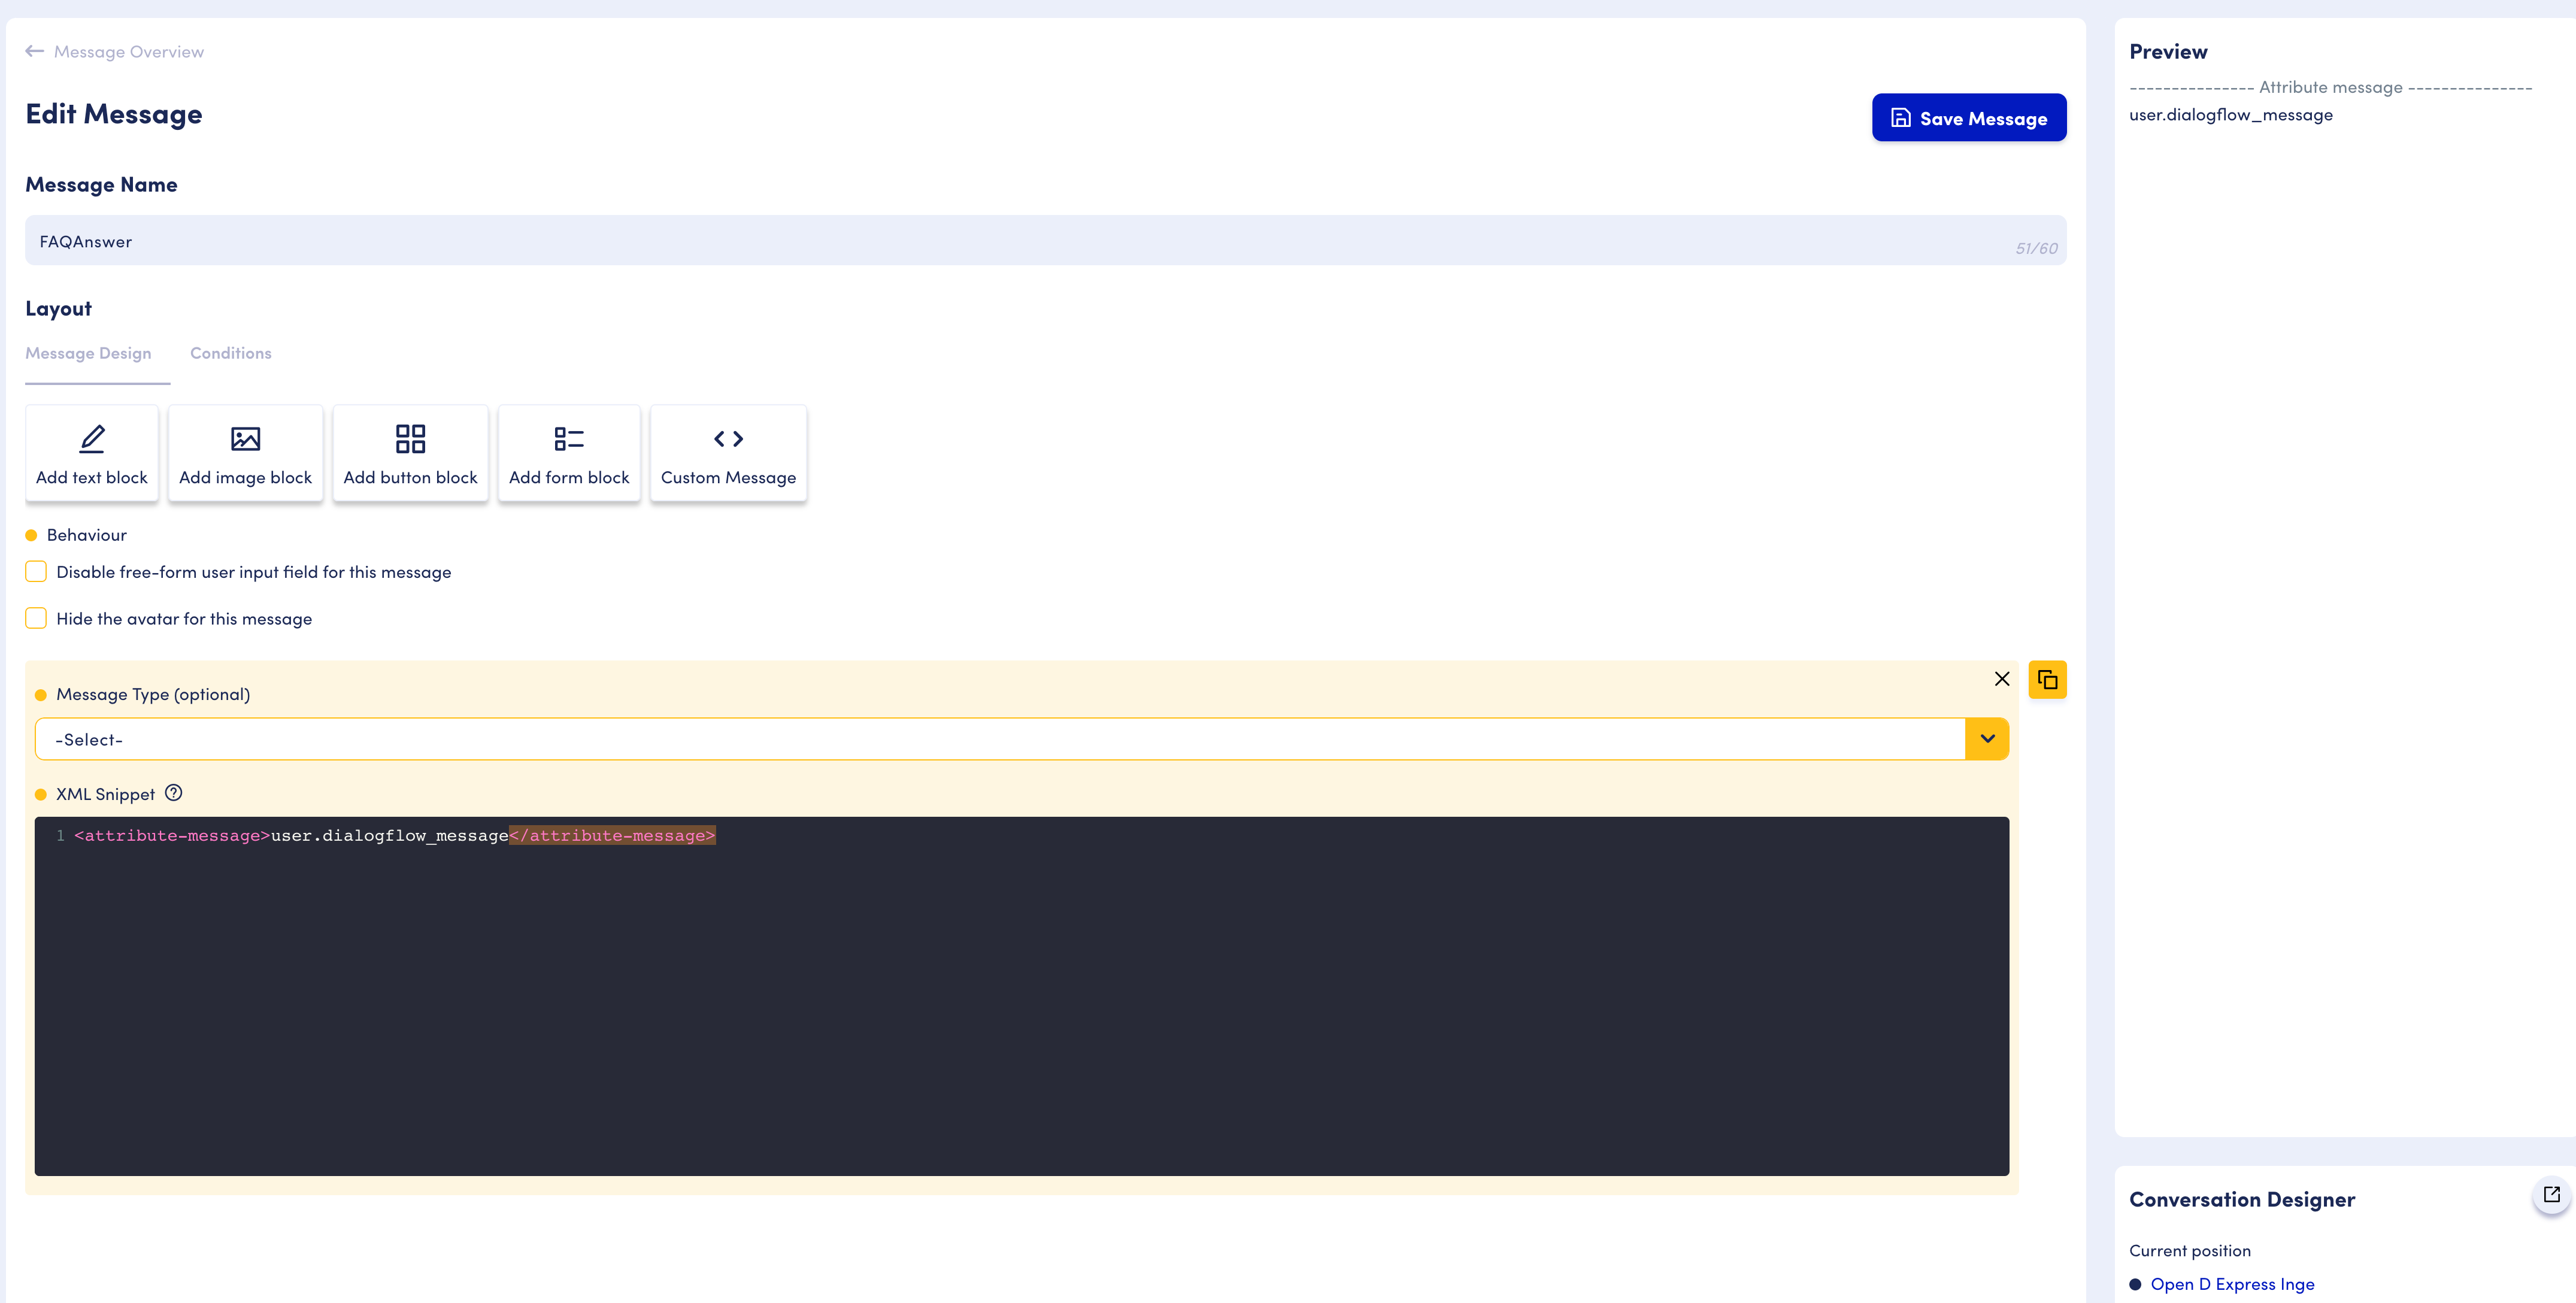 Message Overview
Edit Message
Save Message
Message Name
FAQAnswer
51/60
Layout
Message Design Conditions
Add text block Add image block Add button block Add form block Custom Message
Behaviour
Disable free-form user input field for this message
Hide the avatar for this message
Message Type (optional)
-Select-
XML Snippet
1 <attribute-message>user.dialogflow_message</attribute-message>
Preview
--------------- Attribute message ---------------
user.dialogflow_message
Conversation Designer
Current position
Open D Express Inge